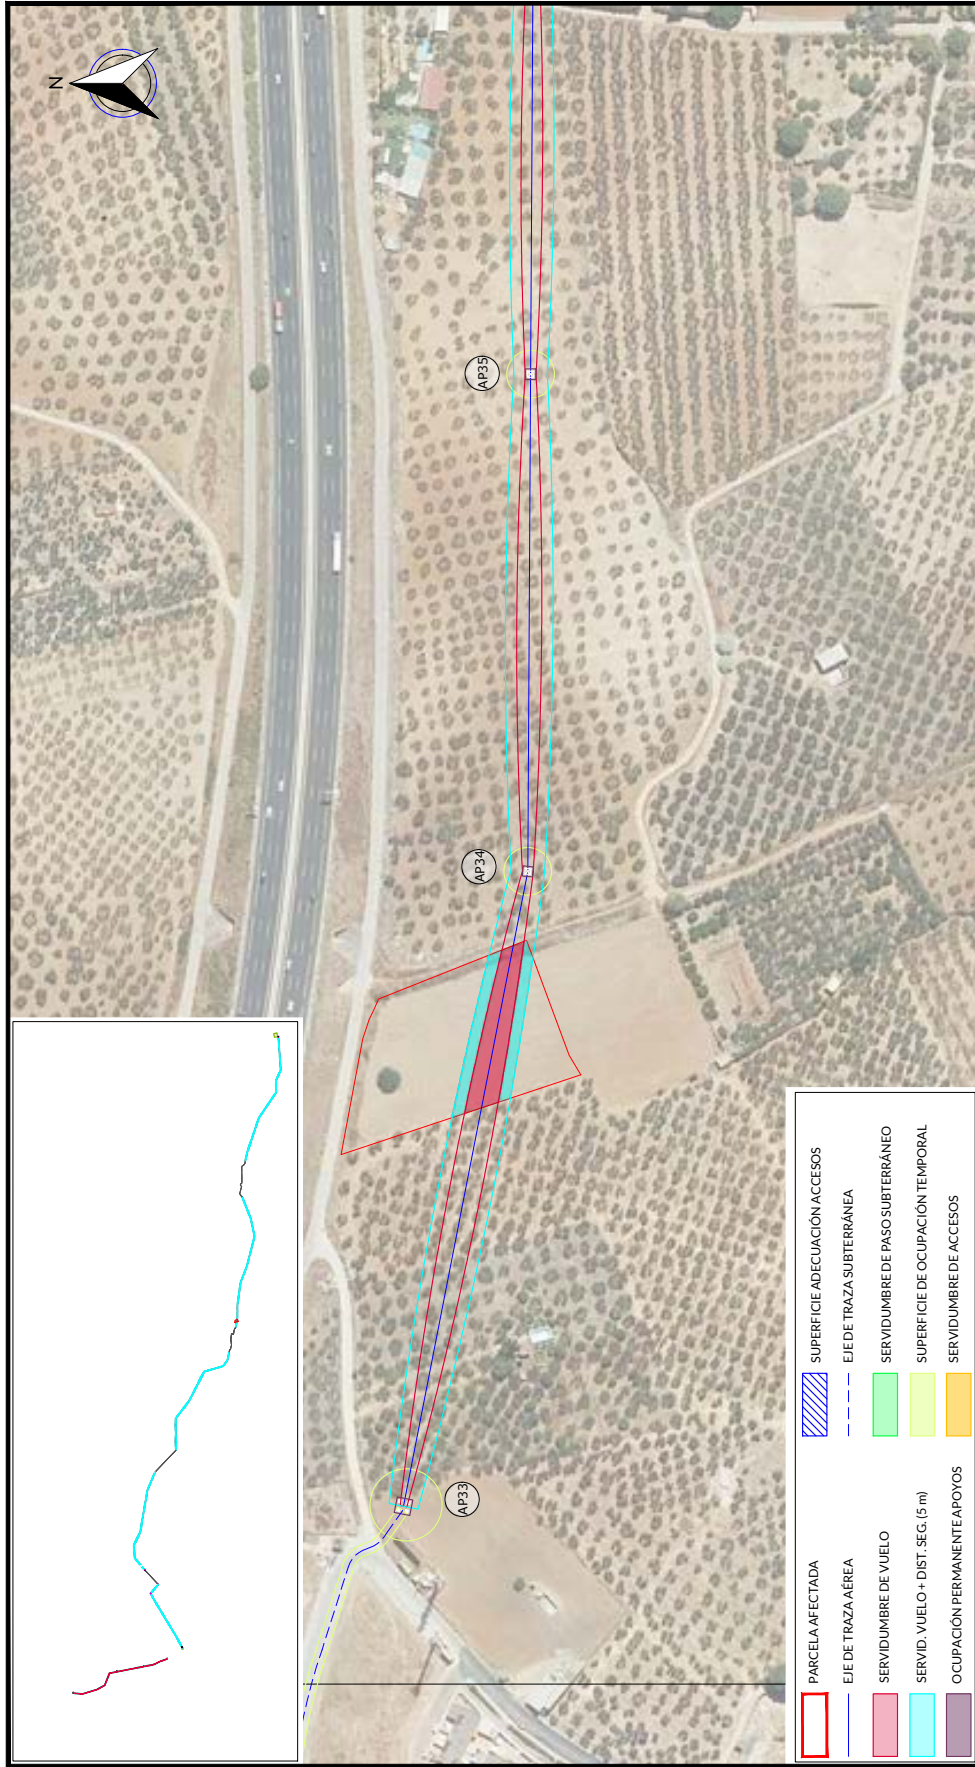 N
AP35
AP34
AP33
PARCELA AFECTADA
EJE DE TRAZA AÉREA
SERVIDUMBRE DE VUELO
SERVID. VUELO + DIST. SEG. (5 m)
OCUPACIÓN PERMANENTE APOYOS
SUPERFICIE ADECUACIÓN ACCESOS
EJE DE TRAZA SUBTERRÁNEA
SERVIDUMBRE DE PASO SUBTERRÁNEO
SUPERFICIE DE OCUPACIÓN TEMPORAL
SERVIDUMBRE DE ACCESOS